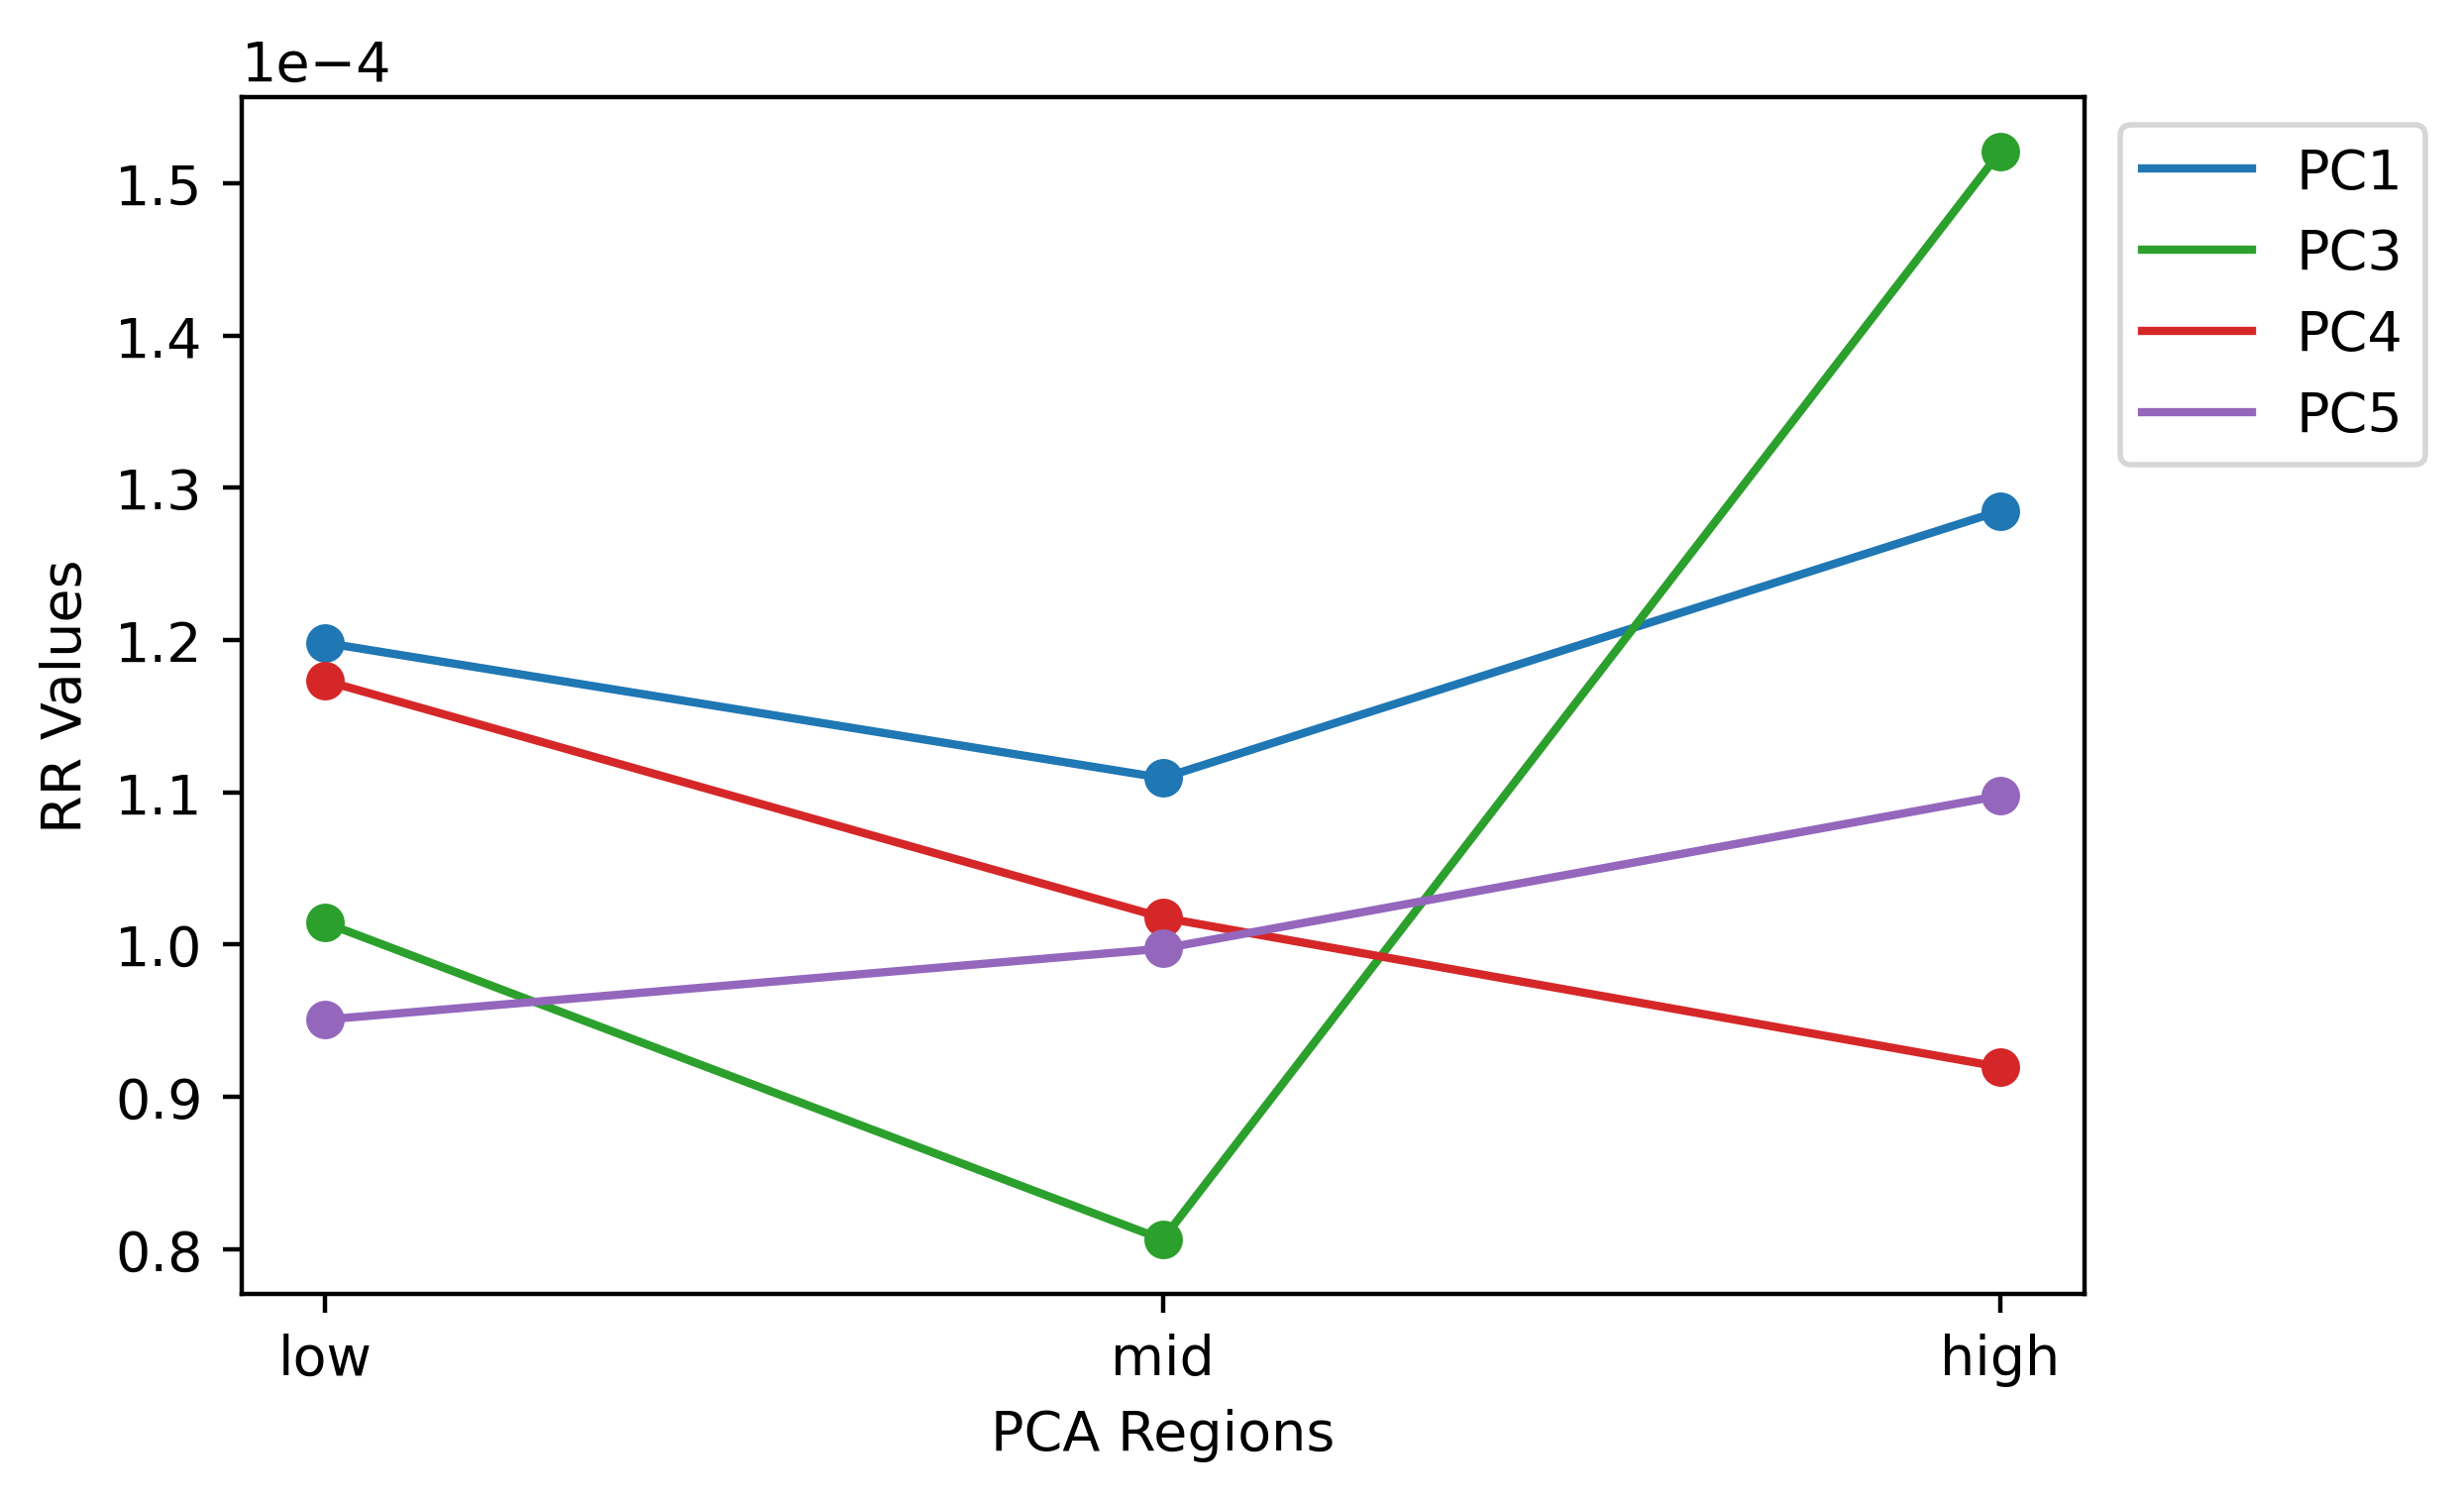 1e−4
1.5
1.4
1.3
1.2
1.1
1.0
0.9
0.8
RR Values
low
mid
high
PCA Regions
PC1
PC3
PC4
PC5